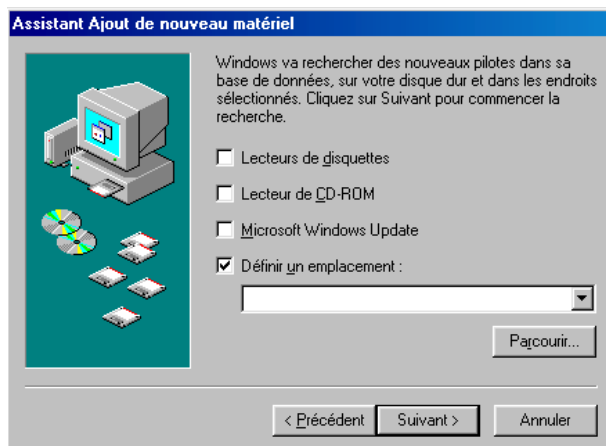 Assistant Ajout de nouveau matériel
Windows va rechercher des nouveaux pilotes dans sa
base de données, sur votre disque dur et dans les endroits
sélectionnés. Cliquez sur Suivant pour commencer la
recherche.
Lecteurs de disquettes
Lecteur de CD-ROM
Microsoft Windows Update
Définir un emplacement :
Parcourir...
< Précédent Suivant > Annuler